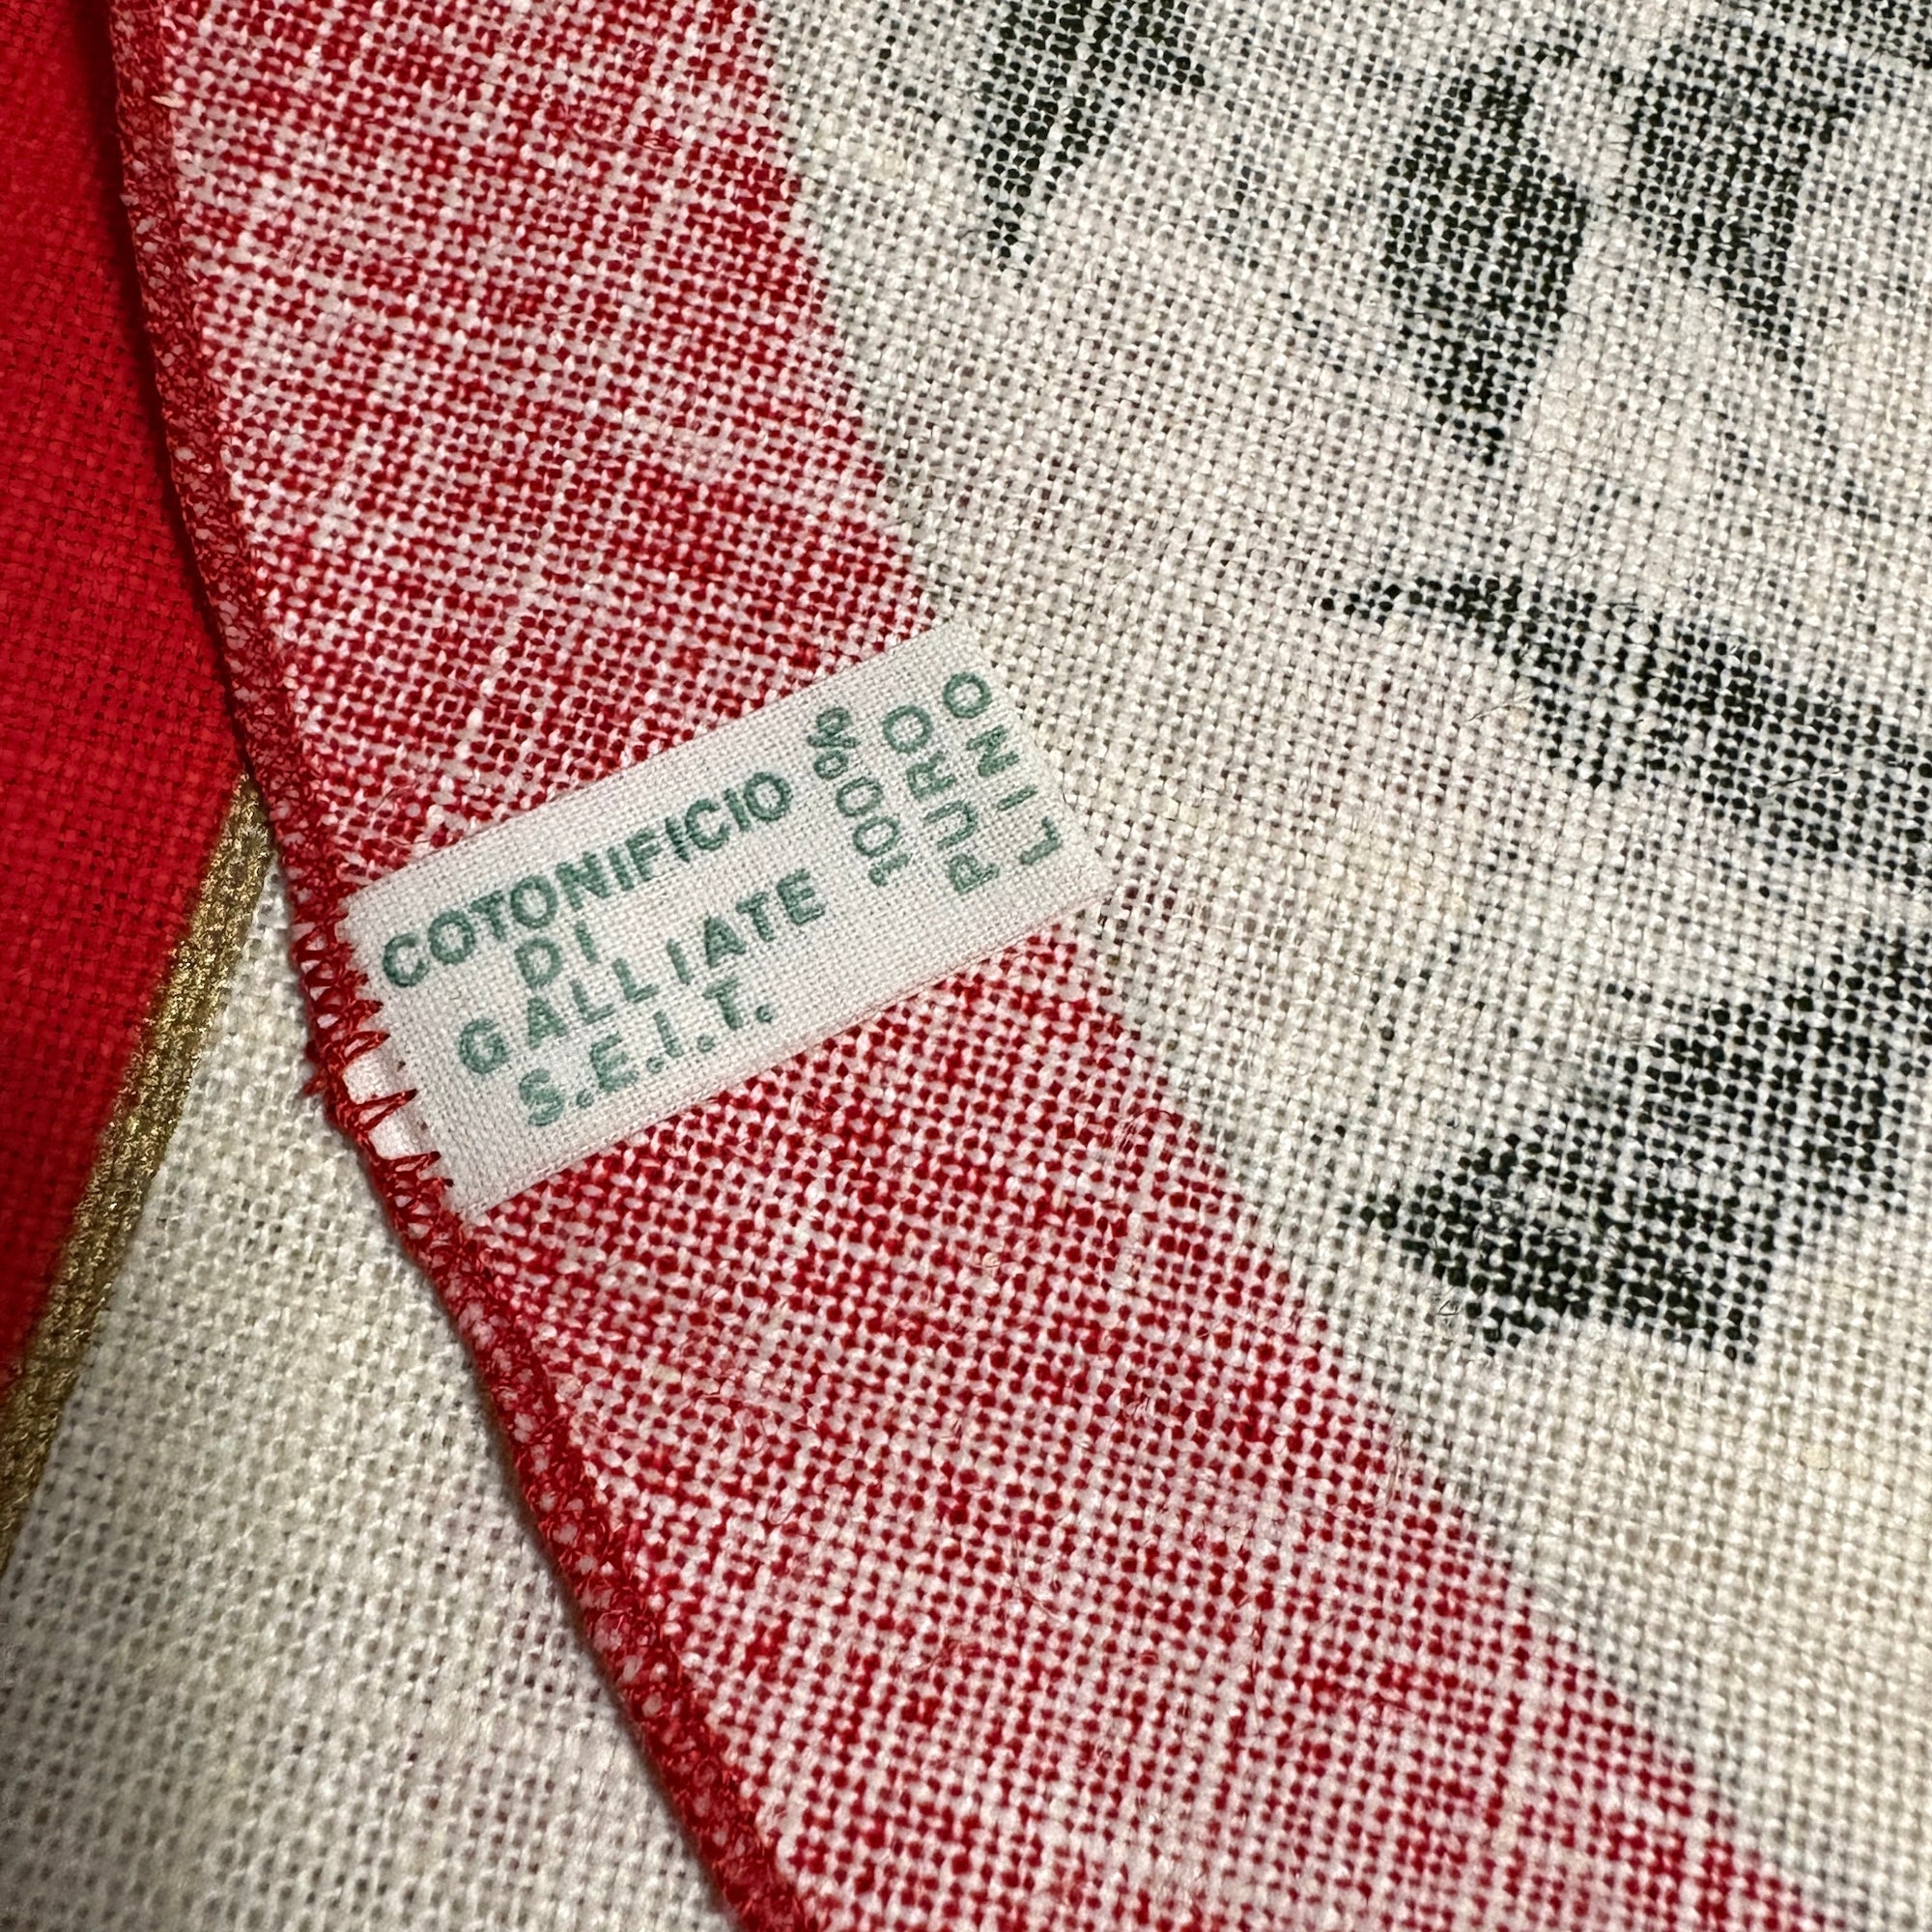 COTONIFICIO
DI
GALLIATE
S.E.I.T.
100%
PURO
LINO